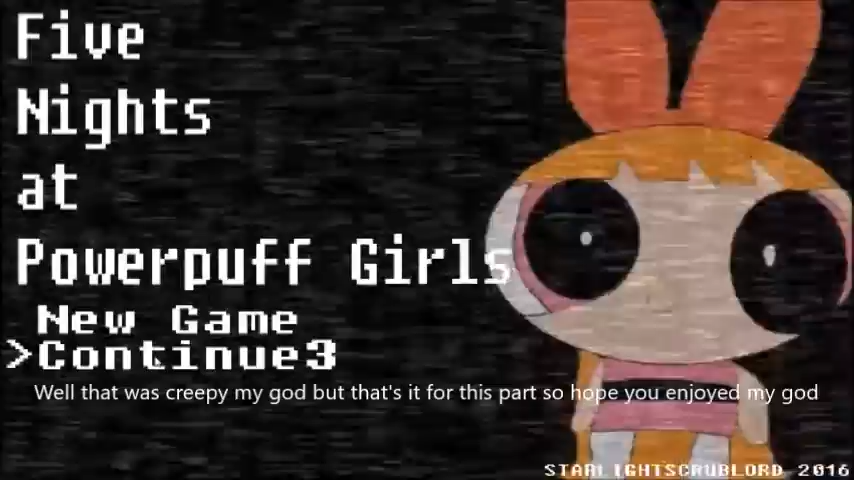 Five
Nights
at
Powerpuff Girls
New Game
>Continue3
Well that was creepy my god but that's it for this part so hope you enjoyed my god
STARLIGHTSCRUBLORD 2016